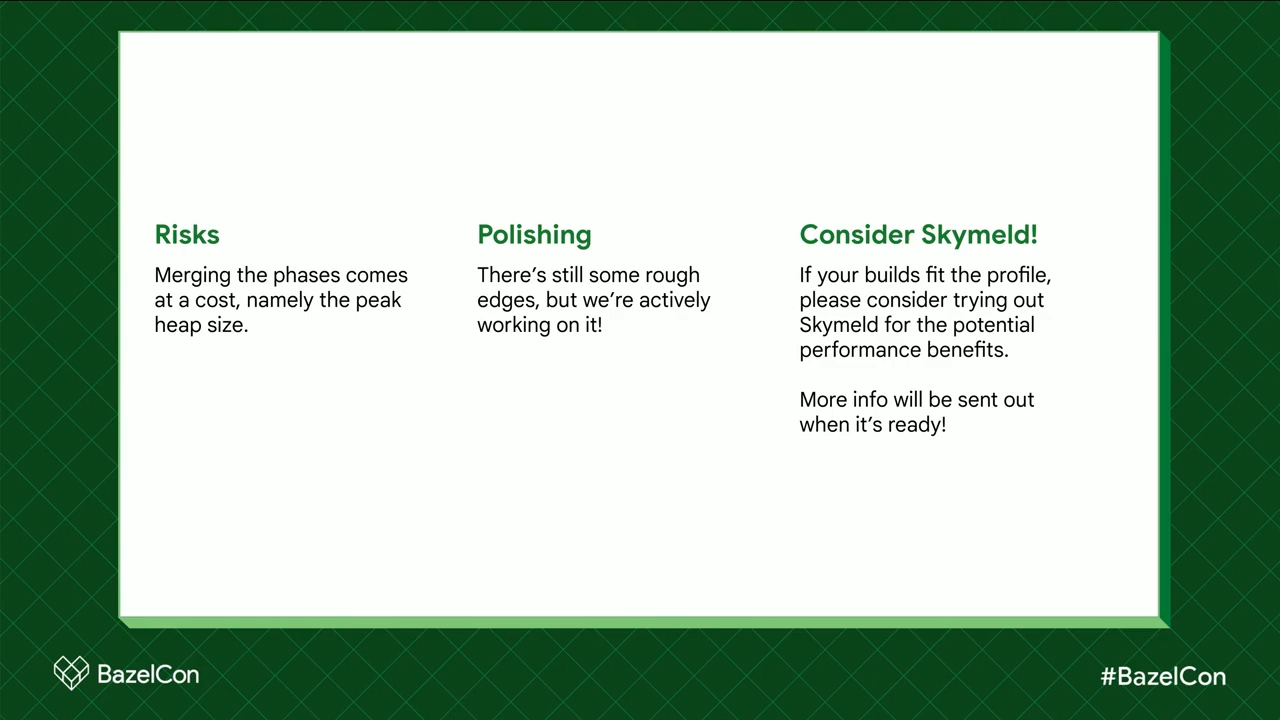 Risks
Merging the phases comes
at a cost, namely the peak
heap size.
Polishing
There’s still some rough
edges, but we’re actively
working on it!
Consider Skymeld!
If your builds fit the profile,
please consider trying out
Skymeld for the potential
performance benefits.
More info will be sent out
when it’s ready!
BazelCon
#BazelCon